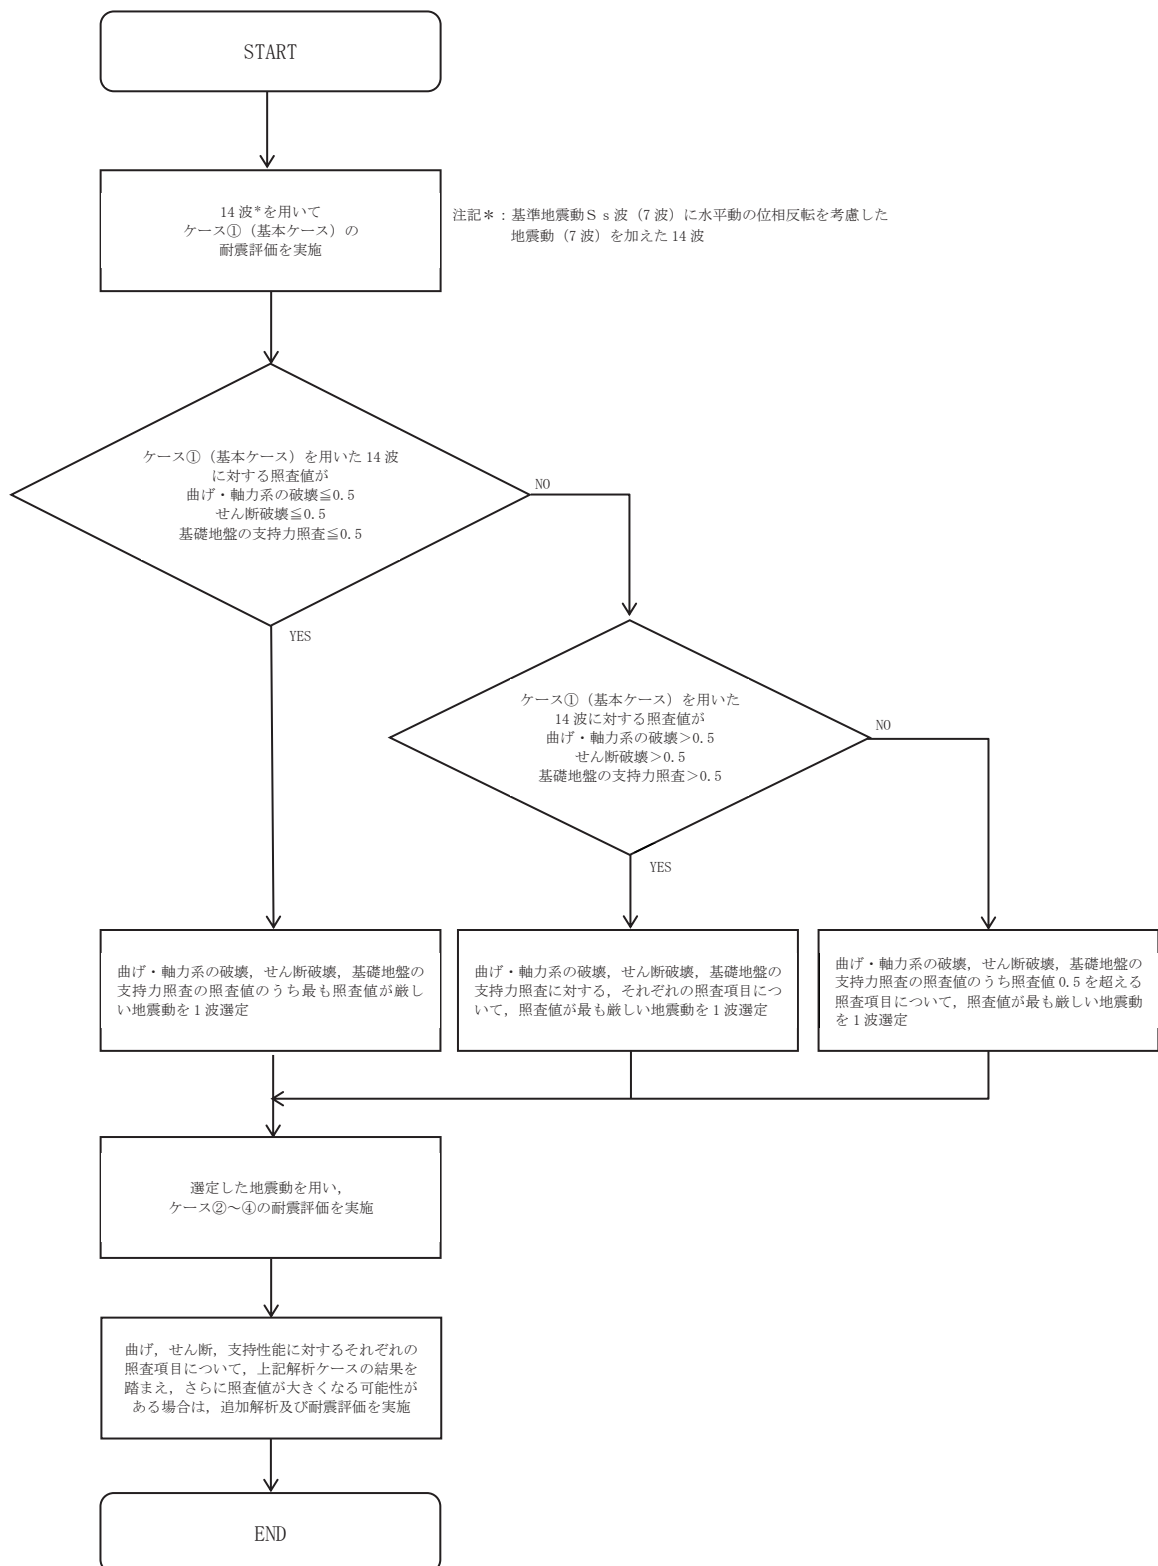 START
14 波*を用いて
ケース①（基本ケース）の
耐震評価を実施
注記＊：基準地震動Ｓｓ波（7 波）に水平動の位相反転を考慮した
地震動（7 波）を加えた 14 波
ケース①（基本ケース）を用いた 14 波
に対する照査値が
曲げ・軸力系の破壊≦0.5
せん断破壊≦0.5
基礎地盤の支持力照査≦0.5
NO
YES
ケース①（基本ケース）を用いた
14 波に対する照査値が
曲げ・軸力系の破壊＞0.5
せん断破壊＞0.5
基礎地盤の支持力照査＞0.5
NO
YES
曲げ・軸力系の破壊，せん断破壊，基礎地盤の
支持力照査の照査値のうち最も照査値が厳し
い地震動を 1 波選定
曲げ・軸力系の破壊，せん断破壊，基礎地盤の
支持力照査に対する，それぞれの照査項目につ
いて，照査値が最も厳しい地震動を 1 波選定
曲げ・軸力系の破壊，せん断破壊，基礎地盤の
支持力照査の照査値のうち照査値 0.5 を超える
照査項目について，照査値が最も厳しい地震動
を 1 波選定
選定した地震動を用い，
ケース②～④の耐震評価を実施
曲げ，せん断，支持性能に対するそれぞれの
照査項目について，上記解析ケースの結果を
踏まえ，さらに照査値が大きくなる可能性が
ある場合は，追加解析及び耐震評価を実施
END